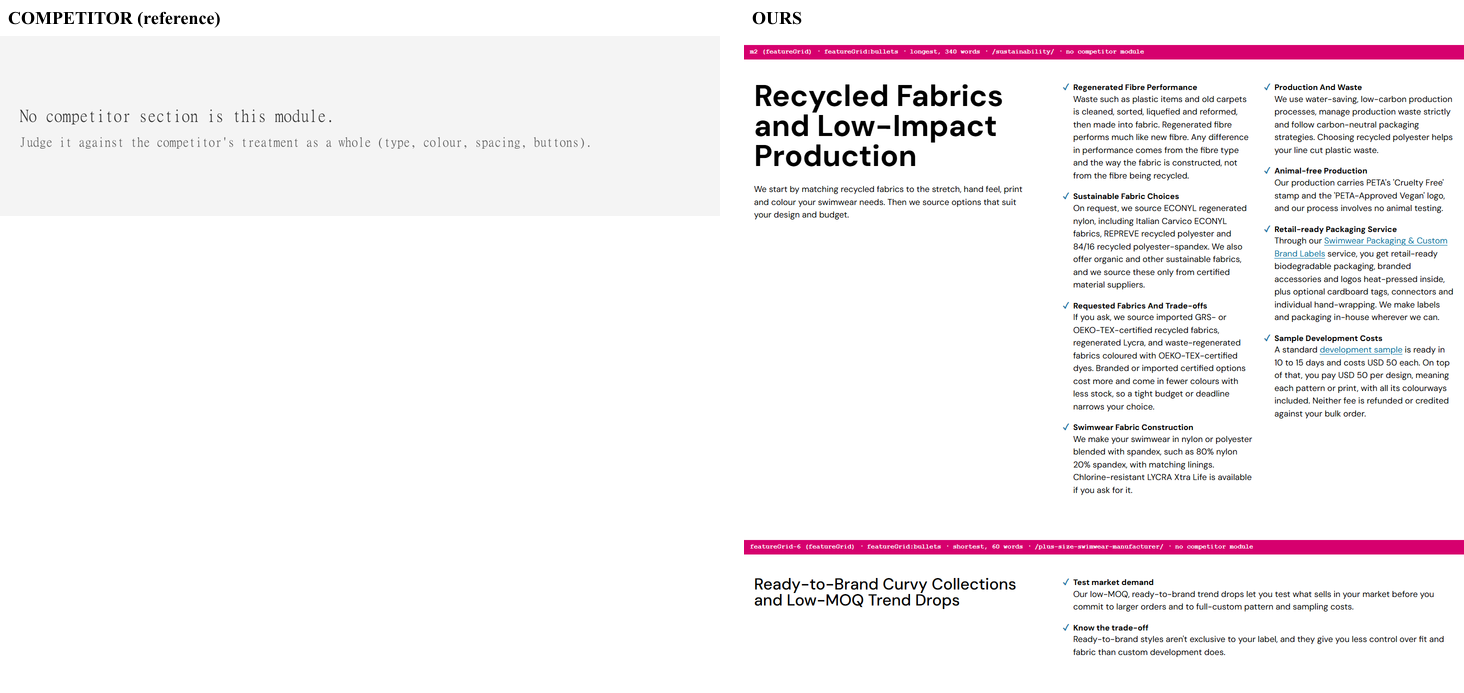 COMPETITOR (reference)
No competitor section is this module.
Judge it against the competitor's treatment as a whole (type, colour, spacing, buttons).
OURS
m2 (featureGrid) · featureGrid:bullets · longest, 340 words · /sustainability/ · no competitor module
Recycled Fabrics
and Low-Impact
Production
We start by matching recycled fabrics to the stretch, hand feel, print
and colour your swimwear needs. Then we source options that suit
your design and budget.
✓ Regenerated Fibre Performance
Waste such as plastic items and old carpets
is cleaned, sorted, liquefied and reformed,
then made into fabric. Regenerated fibre
performs much like new fibre. Any difference
in performance comes from the fibre type
and the way the fabric is constructed, not
from the fibre being recycled.
✓ Sustainable Fabric Choices
On request, we source ECONYL regenerated
nylon, including Italian Carvico ECONYL
fabrics, REPREVE recycled polyester and
84/16 recycled polyester-spandex. We also
offer organic and other sustainable fabrics,
and we source these only from certified
material suppliers.
✓ Requested Fabrics And Trade-offs
If you ask, we source imported GRS- or
OEKO-TEX-certified recycled fabrics,
regenerated Lycra, and waste-regenerated
fabrics coloured with OEKO-TEX-certified
dyes. Branded or imported certified options
cost more and come in fewer colours with
less stock, so a tight budget or deadline
narrows your choice.
✓ Swimwear Fabric Construction
We make your swimwear in nylon or polyester
blended with spandex, such as 80% nylon
20% spandex, with matching linings.
Chlorine-resistant LYCRA Xtra Life is available
if you ask for it.
✓ Production And Waste
We use water-saving, low-carbon production
processes, manage production waste strictly
and follow carbon-neutral packaging
strategies. Choosing recycled polyester helps
your line cut plastic waste.
✓ Animal-free Production
Our production carries PETA's 'Cruelty Free'
stamp and the 'PETA-Approved Vegan' logo,
and our process involves no animal testing.
✓ Retail-ready Packaging Service
Through our Swimwear Packaging & Custom
Brand Labels service, you get retail-ready
biodegradable packaging, branded
accessories and logos heat-pressed inside,
plus optional cardboard tags, connectors and
individual hand-wrapping. We make labels
and packaging in-house wherever we can.
✓ Sample Development Costs
A standard development sample is ready in
10 to 15 days and costs USD 50 each. On top
of that, you pay USD 50 per design, meaning
each pattern or print, with all its colourways
included. Neither fee is refunded or credited
against your bulk order.
featureGrid-6 (featureGrid) · featureGrid:bullets · shortest, 60 words · /plus-size-swimwear-manufacturer/ · no competitor module
Ready-to-Brand Curvy Collections
and Low-MOQ Trend Drops
✓ Test market demand
Our low-MOQ, ready-to-brand trend drops let you test what sells in your market before you
commit to larger orders and to full-custom pattern and sampling costs.
✓ Know the trade-off
Ready-to-brand styles aren't exclusive to your label, and they give you less control over fit and
fabric than custom development does.